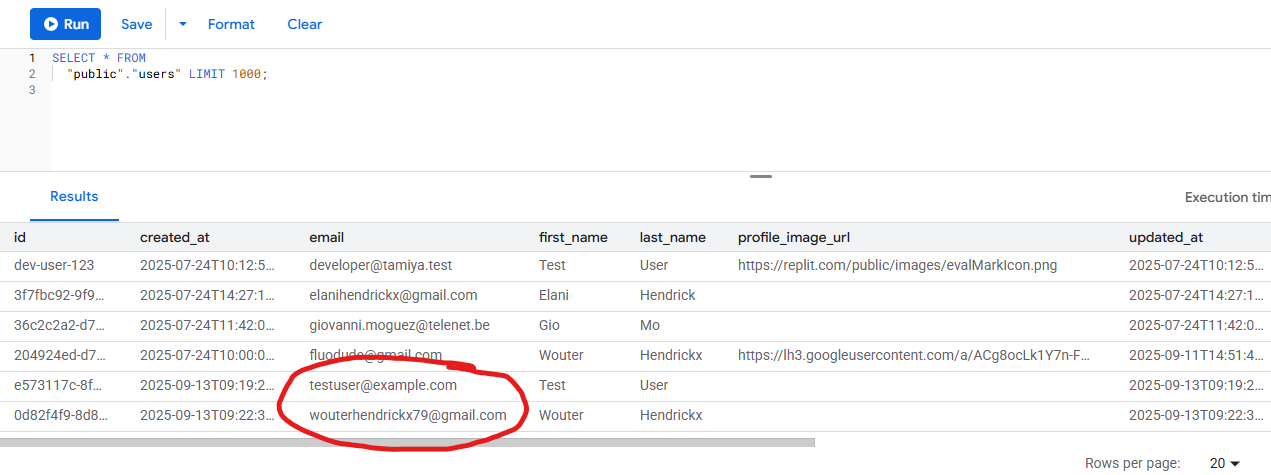 Run Save Format Clear
1 SELECT * FROM
2 "public"."users" LIMIT 1000;
3
Results
Execution tim
id created_at email first_name last_name profile_image_url updated_at
dev-user-123 2025-07-24T10:12:5... developer@tamiya.test Test User https://replit.com/public/images/evalMarkIcon.png 2025-07-24T10:12:5...
3f7fbc92-9f9... 2025-07-24T14:27:1... elanihendrickx@gmail.com Elani Hendrick 2025-07-24T14:27:1...
36c2c2a2-d7... 2025-07-24T11:42:0... giovanni.moguez@telenet.be Gio Mo 2025-07-24T11:42:0...
204924ed-d7... 2025-07-24T10:00:0... fluodude@gmail.com Wouter Hendrickx https://lh3.googleusercontent.com/a/ACg8ocLk1Y7n-F... 2025-09-11T14:51:4...
e573117c-8f... 2025-09-13T09:19:2... testuser@example.com Test User 2025-09-13T09:19:2...
0d82f4f9-8d8... 2025-09-13T09:22:3... wouterhendrickx79@gmail.com Wouter Hendrickx 2025-09-13T09:22:3...
Rows per page: 20